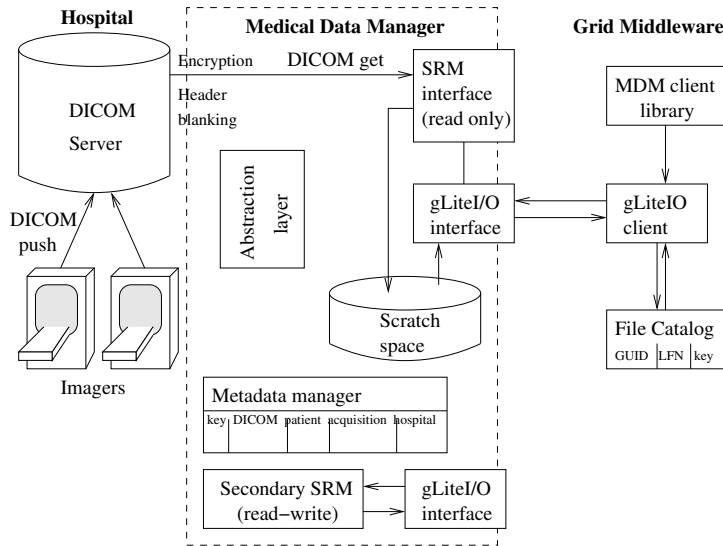 Hospital
Medical Data Manager
Grid Middleware
DICOM
Server
Encryption
Header
blanking
DICOM get
SRM
interface
(read only)
MDM client
library
Abstraction
layer
DICOM
push
gLiteI/O
interface
gLiteIO
client
Scratch
space
Imagers
File Catalog
GUID LFN key
Metadata manager
key DICOM patient acquisition hospital
Secondary SRM
(read−write)
gLiteI/O
interface